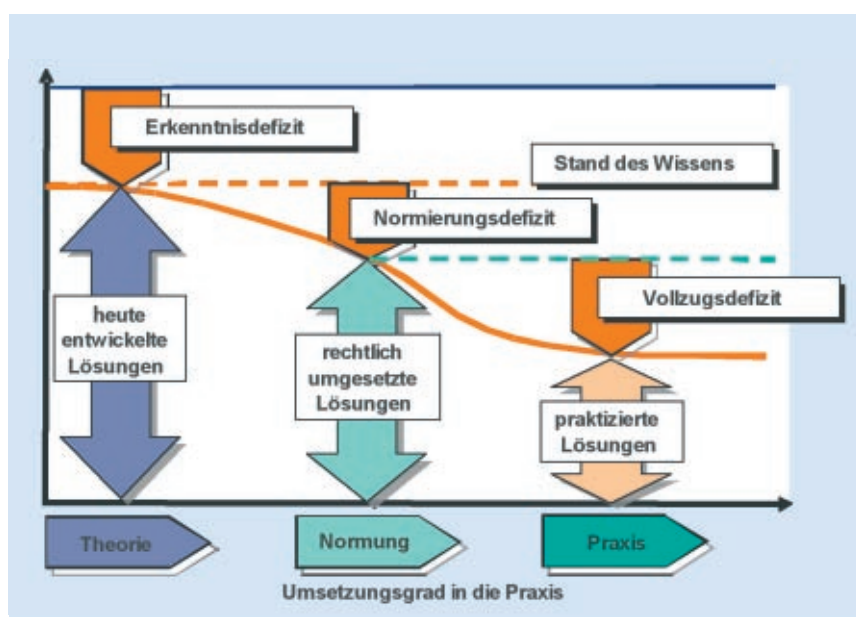 Erkenntnisdefizit
Stand des Wissens
Normierungsdefizit
Vollzugsdefizit
heute
entwickelte
Lösungen
rechtlich
umgesetzte
Lösungen
praktizierte
Lösungen
Theorie
Normung
Praxis
Umsetzungsgrad in die Praxis